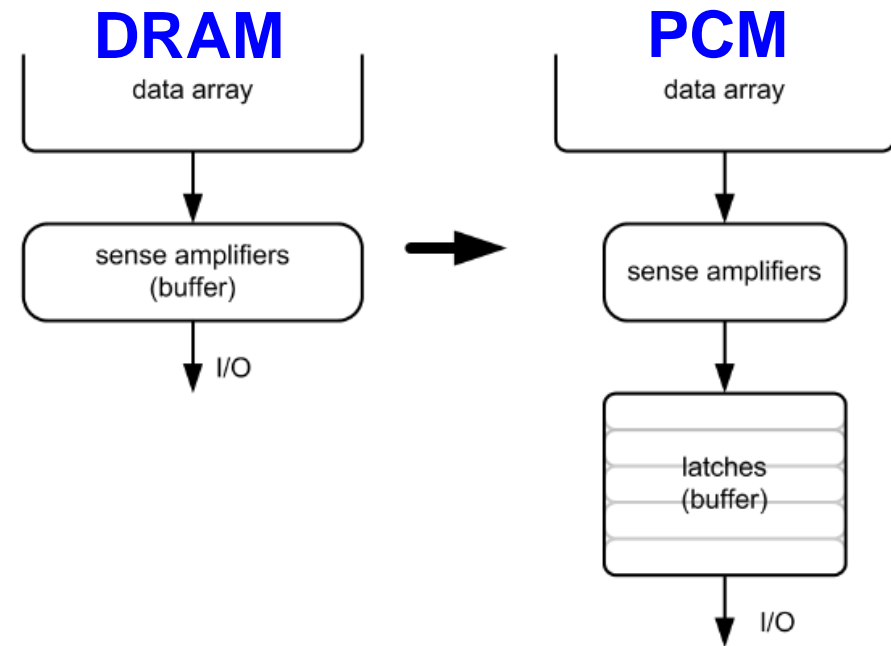 DRAM
data array
sense amplifiers
(buffer)
I/O
PCM
data array
sense amplifiers
latches
(buffer)
I/O